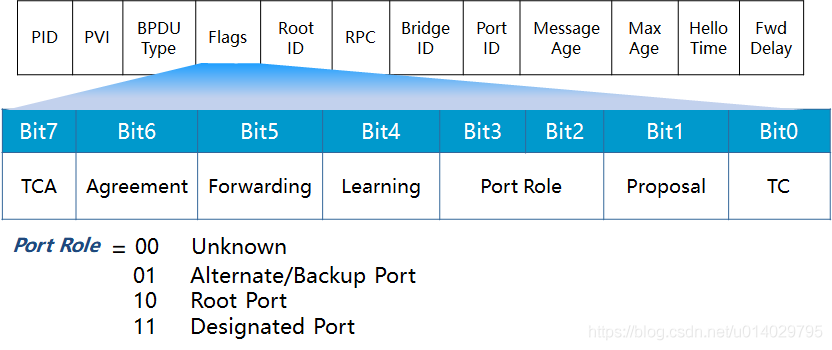 PID PVI BPDU Type Flags Root ID RPC Bridge ID Port ID Message Age Max Age Hello Time Fwd Delay
Bit7 Bit6 Bit5 Bit4 Bit3 Bit2 Bit1 Bit0
TCA Agreement Forwarding Learning Port Role Proposal TC
Port Role = 00 Unknown
01 Alternate/Backup Port
10 Root Port
11 Designated Port
https://blog.csdn.net/u014029795